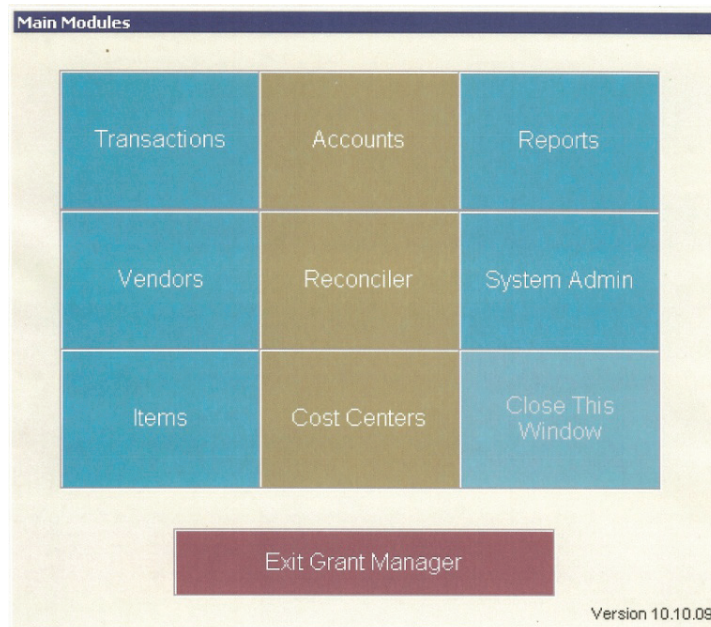 Main Modules
Transactions
Accounts
Reports
Vendors
Reconciler
System Admin
Items
Cost Centers
Close This
Window
Exit Grant Manager
Version 10.10.09